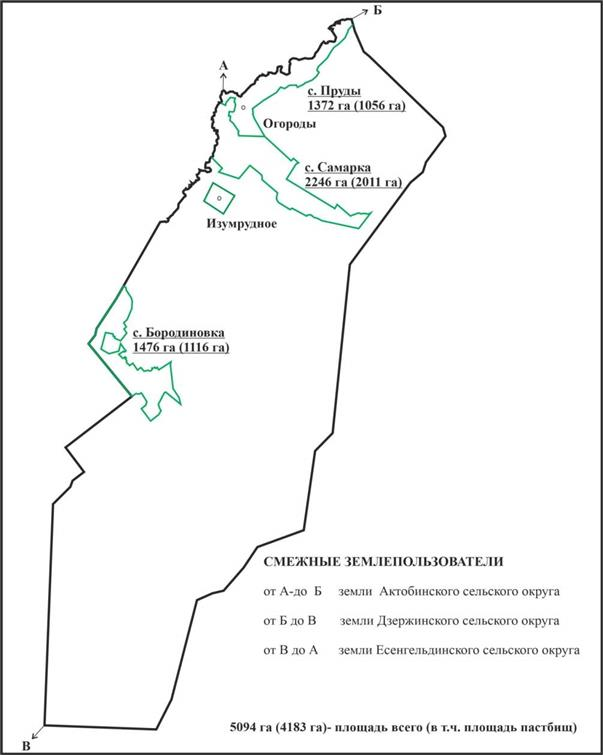 Б
А
с. Пруды
1372 га (1056 га)
Огороды
с. Самарка
2246 га (2011 га)
Изумрудное
с. Бородиновка
1476 га (1116 га)
СМЕЖНЫЕ ЗЕМЛЕПОЛЬЗОВАТЕЛИ
от А-до Б земли Актобинского сельского округа
от Б до В земли Дзержинского сельского округа
от В до А земли Есенгельдинского сельского округа
В
5094 га (4183 га)- площадь всего (в т.ч. площадь пастбищ)